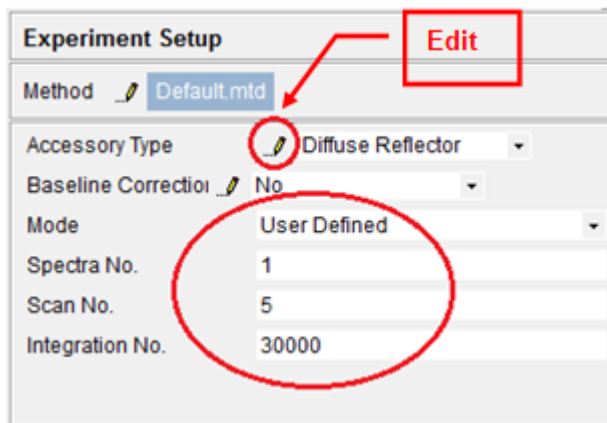 Experiment Setup
Edit
Method Default.mtd
Accessory Type Diffuse Reflector
Baseline Correction No
Mode User Defined
Spectra No. 1
Scan No. 5
Integration No. 30000